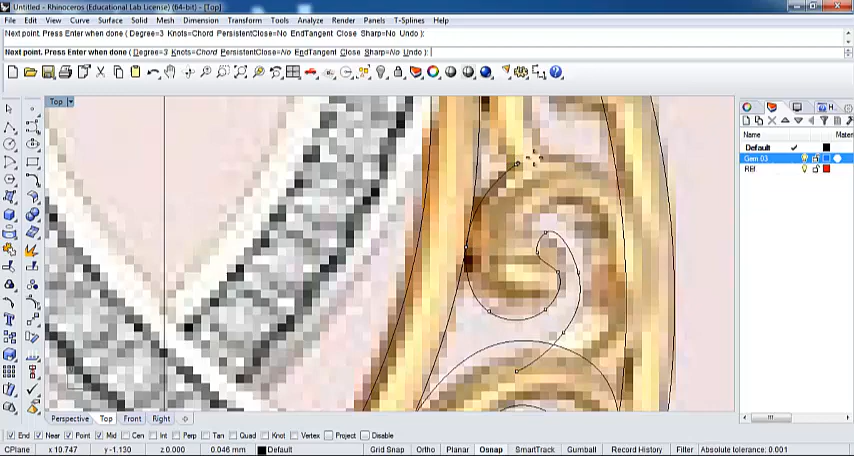 Untitled - Rhinoceros (Educational Lab License) (64-bit) - [Top]
File Edit View Curve Surface Solid Mesh Dimension Transform Tools Analyze Render Panels T-Splines Help
Next point. Press Enter when done ( Degree=3 Knots=Chord PersistentClose=No EndTangent Close Sharp=No Undo ):
Next point. Press Enter when done ( Degree=3 Knots=Chord PersistentClose=No EndTangent Close Sharp=No Undo ):
Top
H...
Name Mater
Default
Gem 03
Perspective Top Front Right
End Near Point Mid Cen Int Perp Tan Quad Knot Vertex Project Disable
CPlane x 10.747 y -1.130 z 0.000 0.046 mm Default Grid Snap Ortho Planar Osnap SmartTrack Gumball Record History Filter Absolute tolerance: 0.001